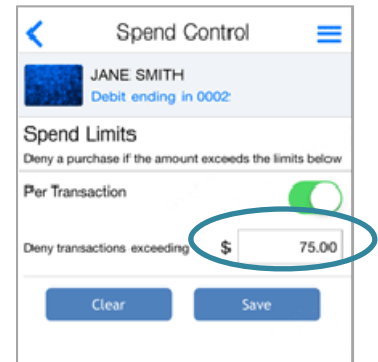 Spend Control
JANE SMITH
Debit ending in 0002:
Spend Limits
Deny a purchase if the amount exceeds the limits below
Per Transaction
Deny transactions exceeding $ 75.00
Clear Save